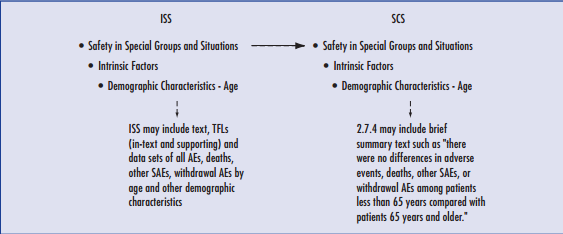 ISS
• Safety in Special Groups and Situations
• Intrinsic Factors
• Demographic Characteristics - Age
ISS may include text, TFLs
(in-text and supporting) and
data sets of all AEs, deaths,
other SAEs, withdrawal AEs by
age and other demographic
characteristics
SCS
• Safety in Special Groups and Situations
• Intrinsic Factors
• Demographic Characteristics - Age
2.7.4 may include brief
summary text such as "there
were no differences in adverse
events, deaths, other SAEs, or
withdrawal AEs among patients
less than 65 years compared with
patients 65 years and older."